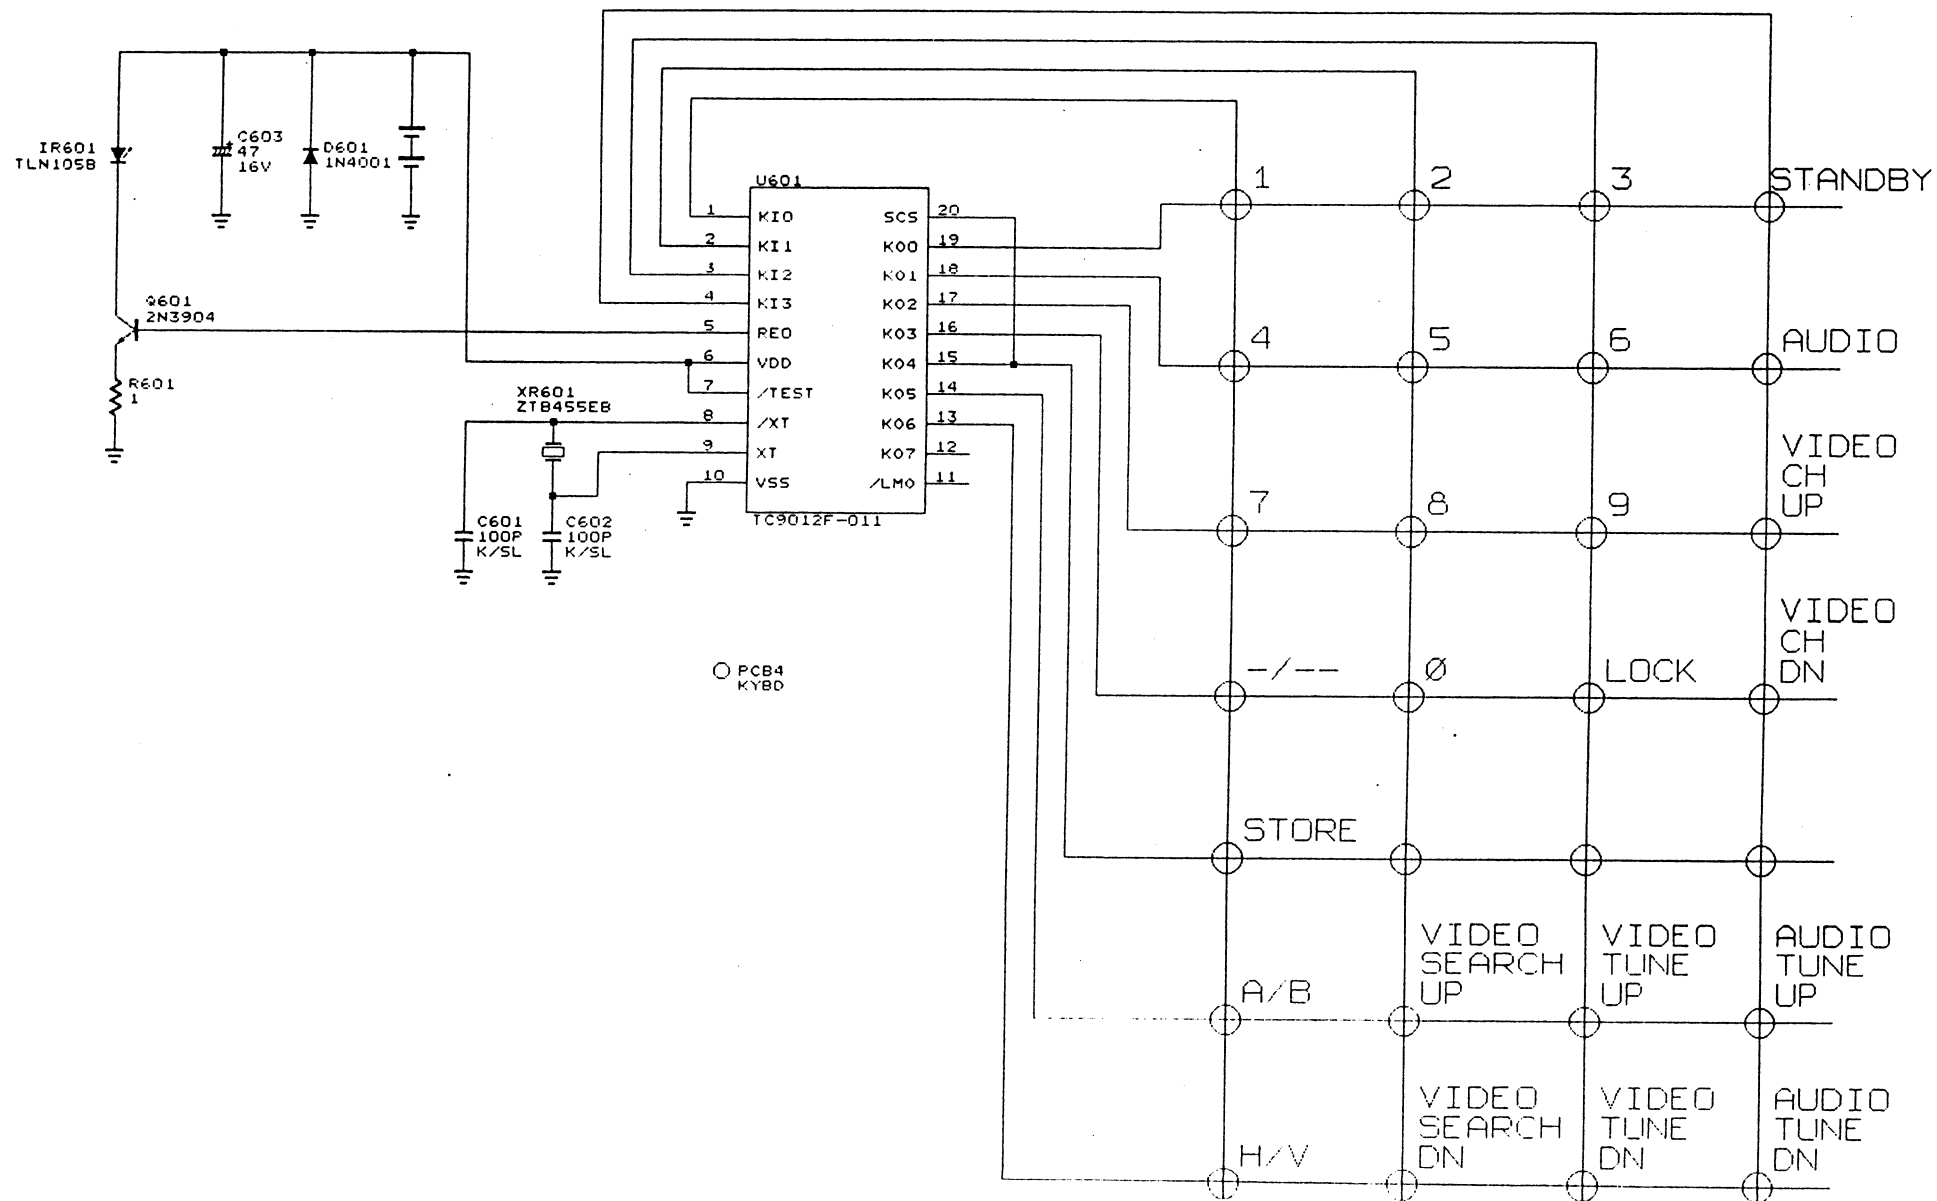 IR601
TLN105B
C603
47
16V
+
D601
1N4001
Q601
2N3904
R601
1
XR601
ZTB455EB
C601
100P
K/SL
C602
100P
K/SL
U601
1 KI0
2 KI1
3 KI2
4 KI3
5 REO
6 VDD
7 /TEST
8 /XT
9 XT
10 VSS
SCS 20
KO0 19
KO1 18
KO2 17
KO3 16
KO4 15
KO5 14
KO6 13
KO7 12
/LMO 11
TC9012F-011
PCB4
KYBD
1 2 3 STANDBY
4 5 6 AUDIO
7 8 9
VIDEO
CH
UP
-/-- 0 LOCK
VIDEO
CH
DN
STORE
A/B
VIDEO
SEARCH
UP
VIDEO
TUNE
UP
AUDIO
TUNE
UP
H/V
VIDEO
SEARCH
DN
VIDEO
TUNE
DN
AUDIO
TUNE
DN